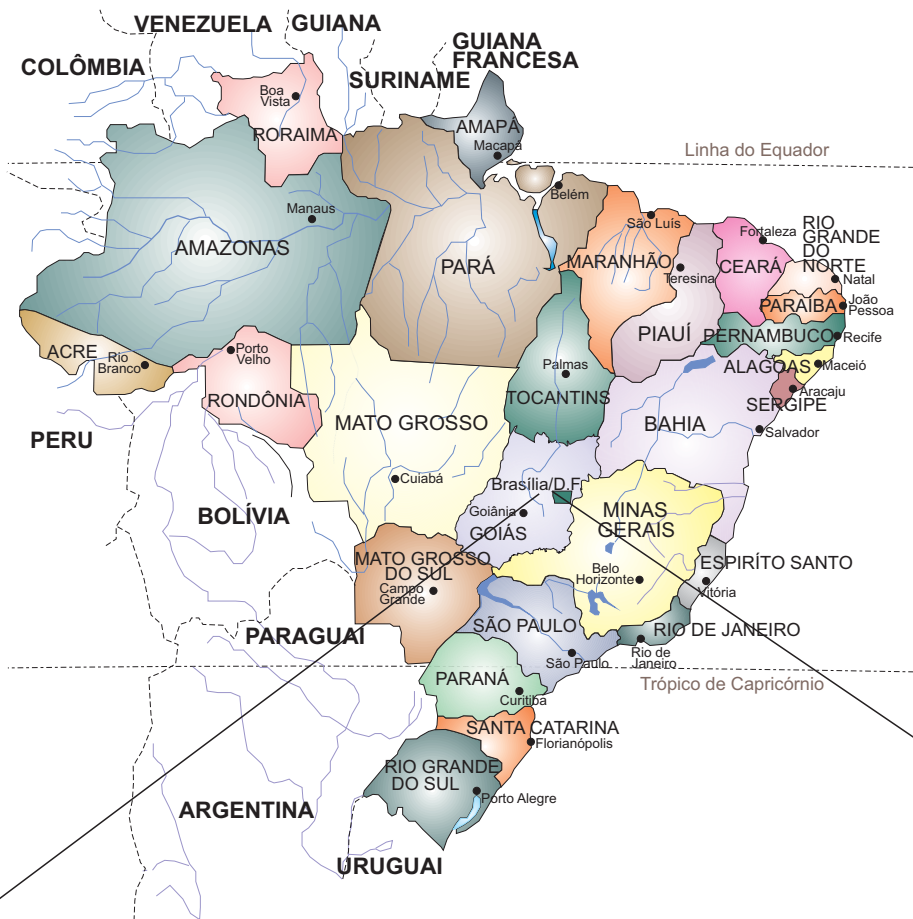 VENEZUELA
GUIANA
GUIANA
FRANCESA
COLÔMBIA
SURINAME
Boa
Vista
RORAIMA
AMAPÁ
Macapá
Linha do Equador
Belém
Manaus
São Luís
AMAZONAS
PARÁ
MARANHÃO
Teresina
Fortaleza
CEARÁ
RIO
GRANDE
DO
NORTE
Natal
PARAÍBA
João
Pessoa
PIAUÍ
PERNAMBUCO
Recife
ACRE
Rio
Branco
Porto
Velho
RONDÔNIA
Palmas
TOCANTINS
ALAGOAS
Maceió
Aracaju
SERGIPE
MATO GROSSO
BAHIA
Salvador
PERU
Cuiabá
Brasília/D.F.
Goiânia
GOIÁS
MINAS
GERAIS
BOLÍVIA
MATO GROSSO
DO SUL
Campo
Grande
Belo
Horizonte
ESPIRÍTO SANTO
Vitória
PARAGUAI
SÃO PAULO
São Paulo
RIO DE JANEIRO
Rio de
Janeiro
PARANÁ
Curitiba
Trópico de Capricórnio
SANTA CATARINA
Florianópolis
RIO GRANDE
DO SUL
Porto Alegre
ARGENTINA
URUGUAI